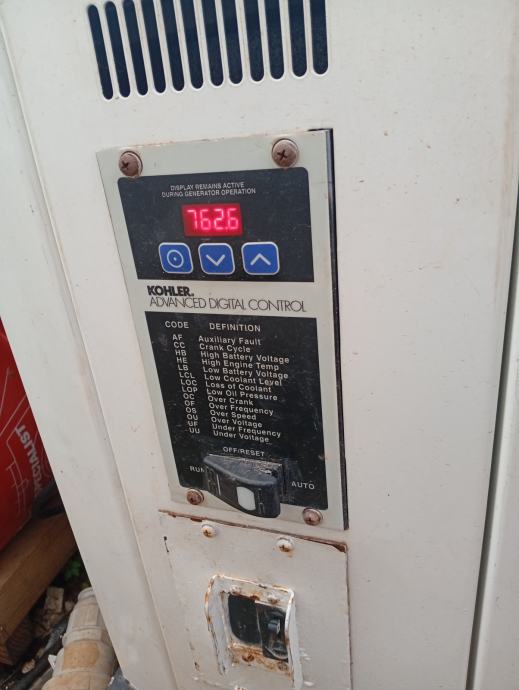 DISPLAY REMAINS ACTIVE
DURING GENERATOR OPERATION
762.6
KOHLER.
ADVANCED DIGITAL CONTROL
CODE DEFINITION
AF Auxiliary Fault
CC Crank Cycle
HB High Battery Voltage
HE High Engine Temp
LB Low Battery Voltage
LCL Low Coolant Level
LOC Loss of Coolant
LOP Low Oil Pressure
OC Over Crank
OF Over Frequency
OS Over Speed
OU Over Voltage
UF Under Frequency
UU Under Voltage
OFF/RESET
RUN AUTO